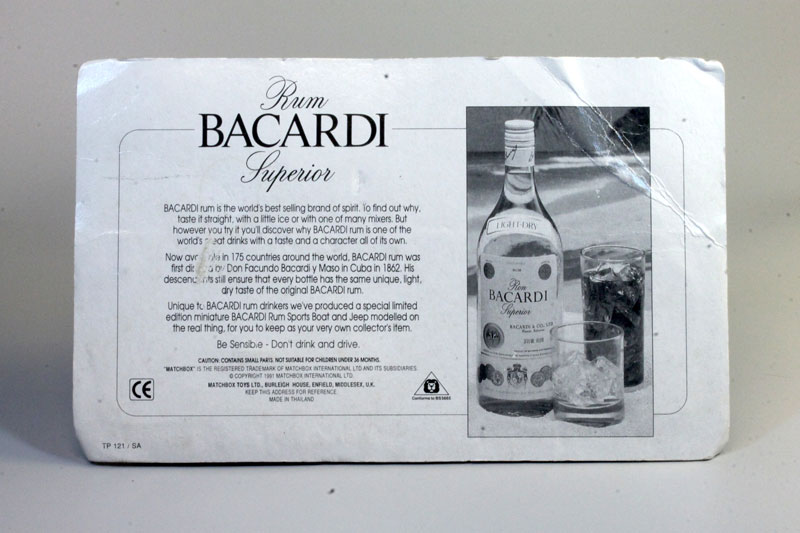 Rum
BACARDI
Superior
BACARDI rum is the world's best selling brand of spirit. To find out why,
taste it straight, with a little ice or with one of many mixers. But
however you try it you'll discover why BACARDI rum is one of the
world's great drinks with a taste and a character all of its own.
Now available in 175 countries around the world, BACARDI rum was
first by Don Facundo Bacardi y Maso in Cuba in 1862. His
descendants still ensure that every bottle has the same unique, light,
dry taste of the original BACARDI rum.
Unique to BACARDI rum drinkers we've produced a special limited
edition miniature BACARDI Rum Sports Boat and Jeep modelled on
the real thing, for you to keep as your very own collector's item.
Be Sensible - Don't drink and drive.
CAUTION: CONTAINS SMALL PARTS. NOT SUITABLE FOR CHILDREN UNDER 36 MONTHS.
"MATCHBOX" IS THE REGISTERED TRADEMARK OF MATCHBOX INTERNATIONAL LTD AND ITS SUBSIDIARIES.
© COPYRIGHT 1991 MATCHBOX INTERNATIONAL LTD.
MATCHBOX TOYS LTD., BURLEIGH HOUSE, ENFIELD, MIDDLESEX, U.K.
KEEP THIS ADDRESS FOR REFERENCE.
MADE IN THAILAND
CE
Conforms to BS5665
TP 121 / SA
LIGHT-DRY
Rum
BACARDI
Superior